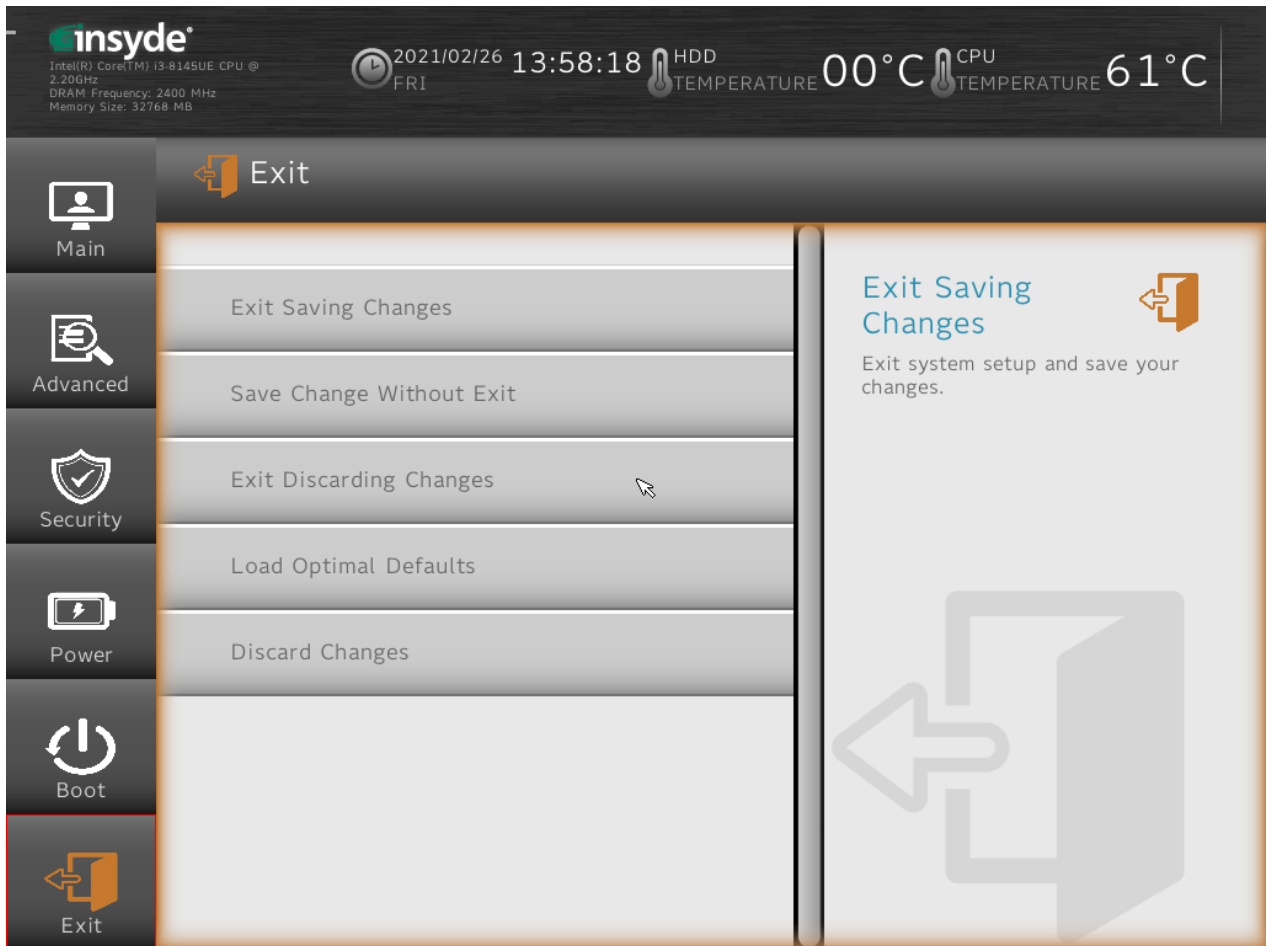 insyde®
Intel(R) Core(TM) i3-8145UE CPU @
2.20GHz
DRAM Frequency: 2400 MHz
Memory Size: 32768 MB
2021/02/26 13:58:18
FRI
HDD
TEMPERATURE 00°C
CPU
TEMPERATURE 61°C
Exit
Main
Advanced
Security
Power
Boot
Exit
Exit Saving Changes
Save Change Without Exit
Exit Discarding Changes
Load Optimal Defaults
Discard Changes
Exit Saving
Changes
Exit system setup and save your
changes.